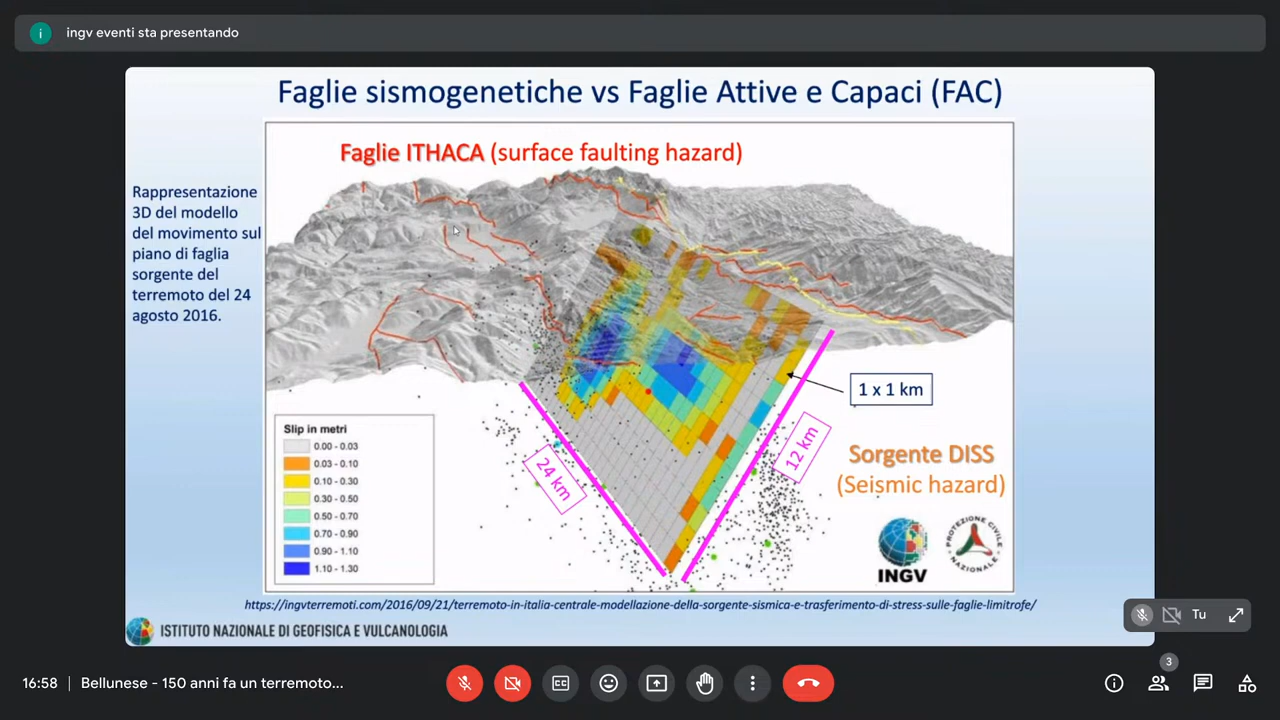 i
ingv eventi sta presentando
Faglie sismogenetiche vs Faglie Attive e Capaci (FAC)
Faglie ITHACA (surface faulting hazard)
Rappresentazione
3D del modello
del movimento sul
piano di faglia
sorgente del
terremoto del 24
agosto 2016.
1 x 1 km
24 km
12 km
Slip in metri
0.00 - 0.03
0.03 - 0.10
0.10 - 0.30
0.30 - 0.50
0.50 - 0.70
0.70 - 0.90
0.90 - 1.10
1.10 - 1.30
Sorgente DISS
(Seismic hazard)
INGV
PROTEZIONE CIVILE
NAZIONALE
https://ingvterremoti.com/2016/09/21/terremoto-in-italia-centrale-modellazione-della-sorgente-sismica-e-trasferimento-di-stress-sulle-faglie-limitrofe/
ISTITUTO NAZIONALE DI GEOFISICA E VULCANOLOGIA
Tu
16:58 | Bellunese - 150 anni fa un terremoto...
CC
3